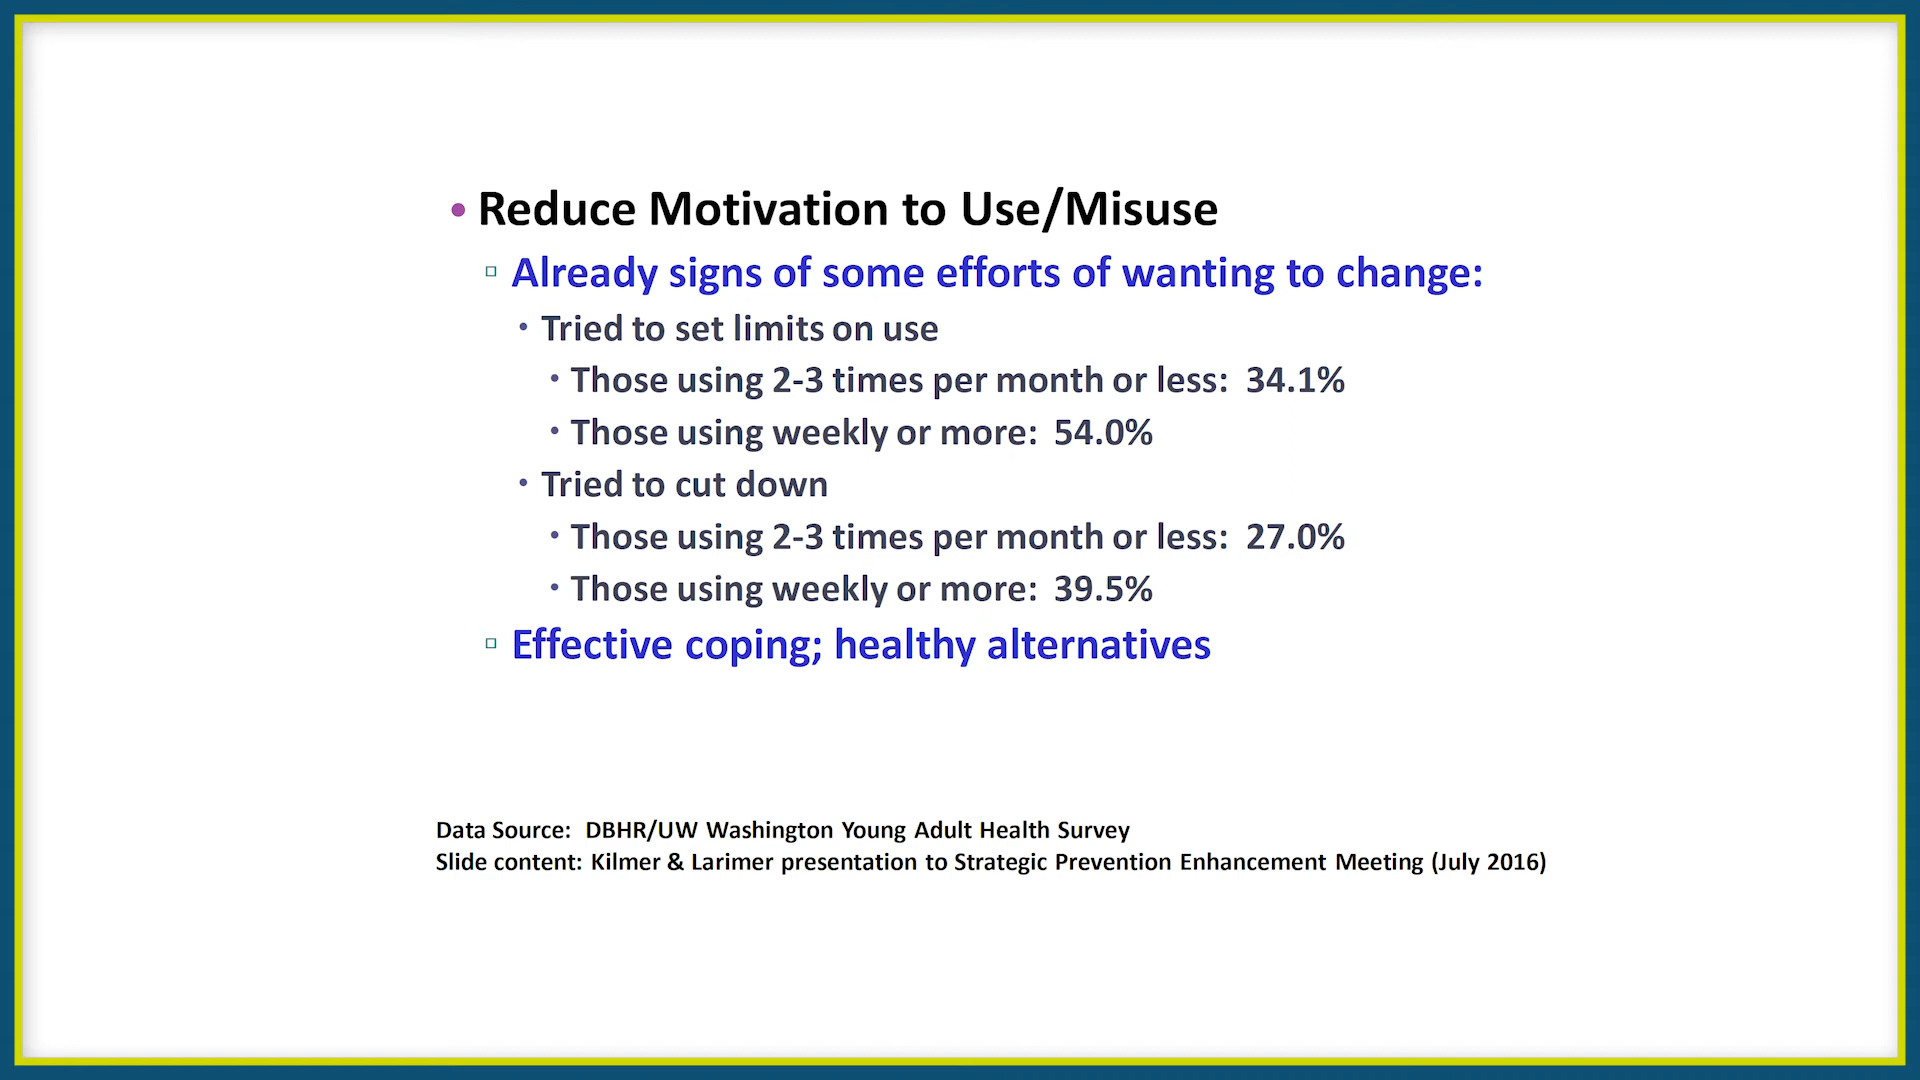 • Reduce Motivation to Use/Misuse
▫ Already signs of some efforts of wanting to change:
• Tried to set limits on use
• Those using 2-3 times per month or less: 34.1%
• Those using weekly or more: 54.0%
• Tried to cut down
• Those using 2-3 times per month or less: 27.0%
• Those using weekly or more: 39.5%
▫ Effective coping; healthy alternatives
Data Source: DBHR/UW Washington Young Adult Health Survey
Slide content: Kilmer & Larimer presentation to Strategic Prevention Enhancement Meeting (July 2016)